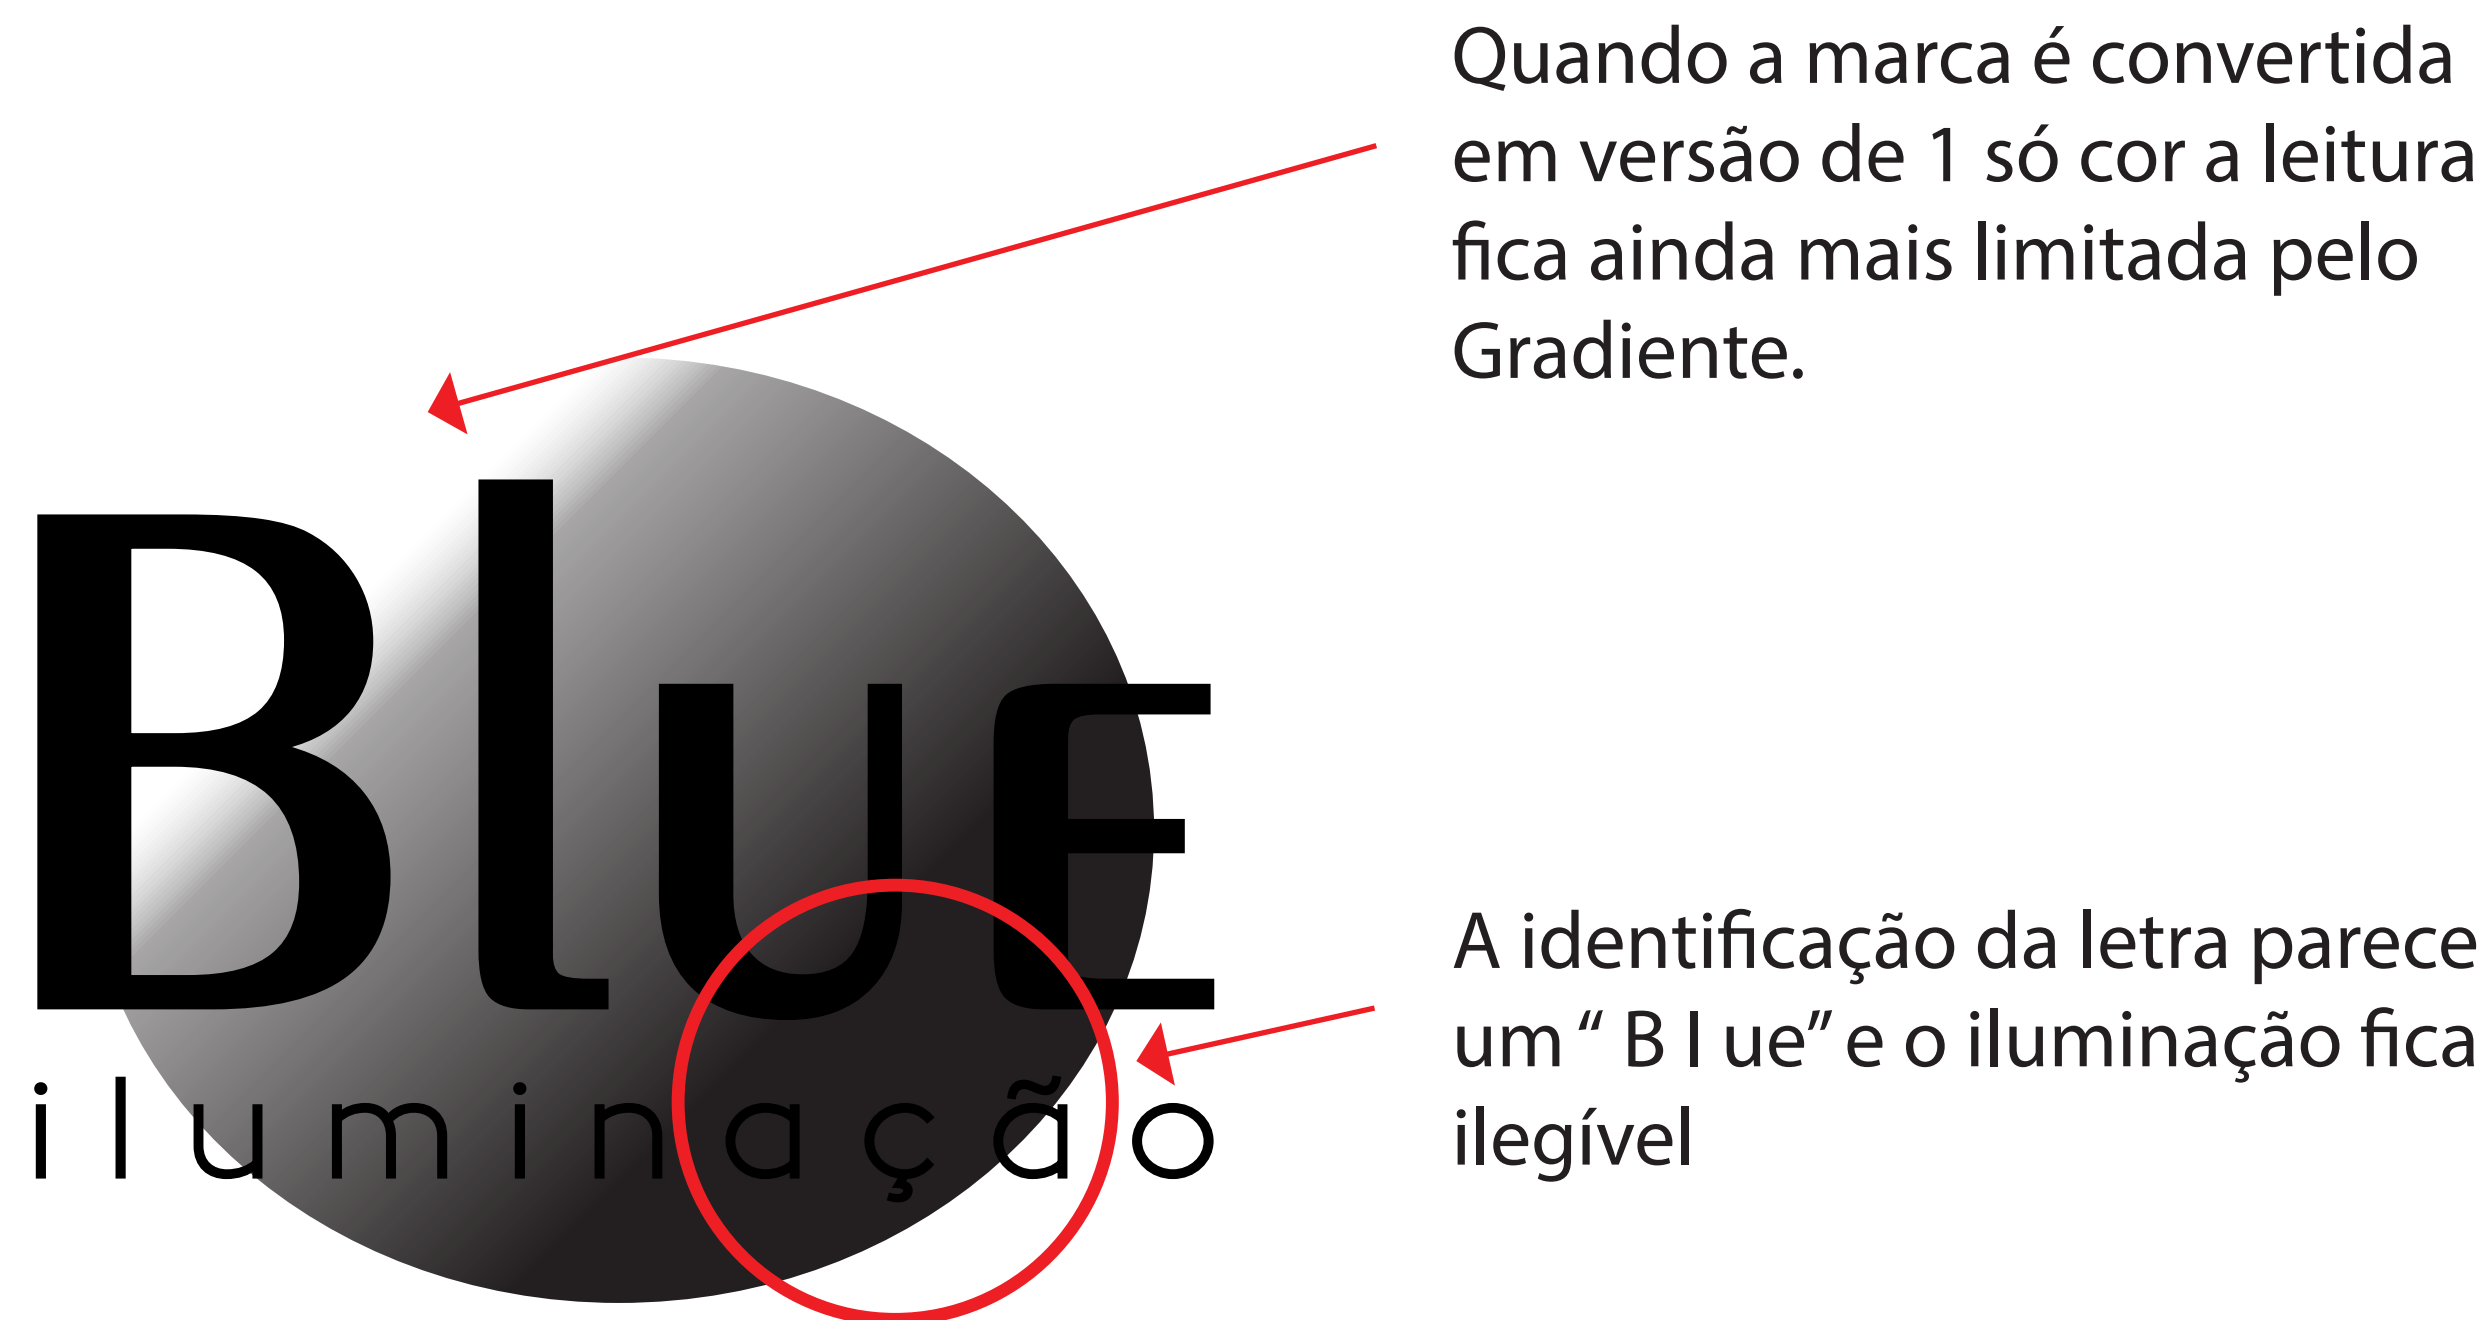 Quando a marca é convertida
em versão de 1 só cor a leitura
fica ainda mais limitada pelo
Gradiente.
Blue
iluminação
A identificação da letra parece
um “ B I ue” e o iluminação fica
ilegível